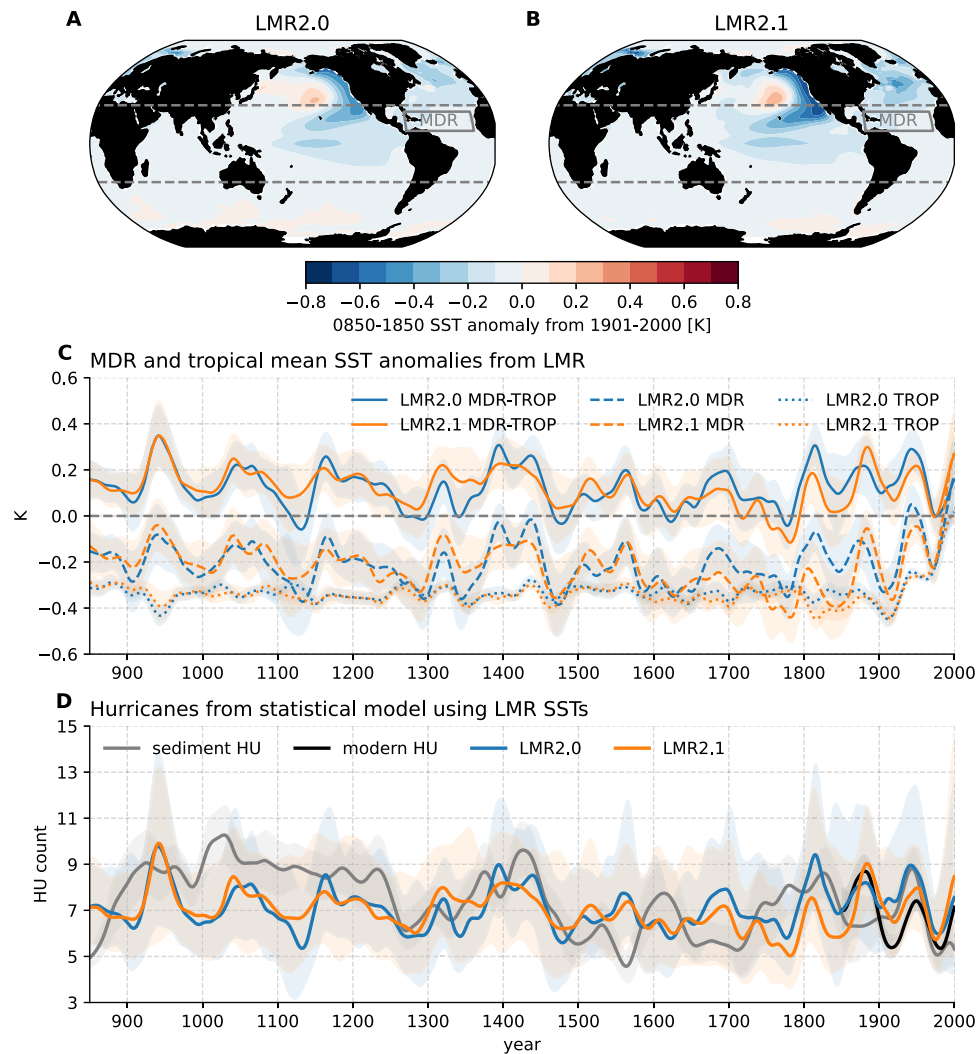 A
LMR2.0
B
LMR2.1
MDR
MDR
−0.8 −0.6 −0.4 −0.2 0.0 0.2 0.4 0.6 0.8
0850-1850 SST anomaly from 1901-2000 [K]
C MDR and tropical mean SST anomalies from LMR
LMR2.0 MDR-TROP LMR2.0 MDR LMR2.0 TROP
LMR2.1 MDR-TROP LMR2.1 MDR LMR2.1 TROP
0.6
0.4
0.2
0.0
−0.2
−0.4
−0.6
K
900 1000 1100 1200 1300 1400 1500 1600 1700 1800 1900 2000
D Hurricanes from statistical model using LMR SSTs
sediment HU modern HU LMR2.0 LMR2.1
15
13
11
9
7
5
3
HU count
900 1000 1100 1200 1300 1400 1500 1600 1700 1800 1900 2000
year